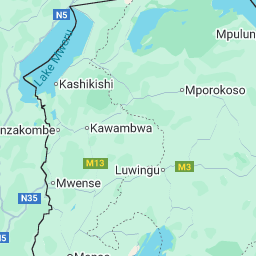 N5
Mpulun
Lake Mweru
Kashikishi
Mporokoso
nzakombe
Kawambwa
M13
Luwingu
M3
Mwense
N35